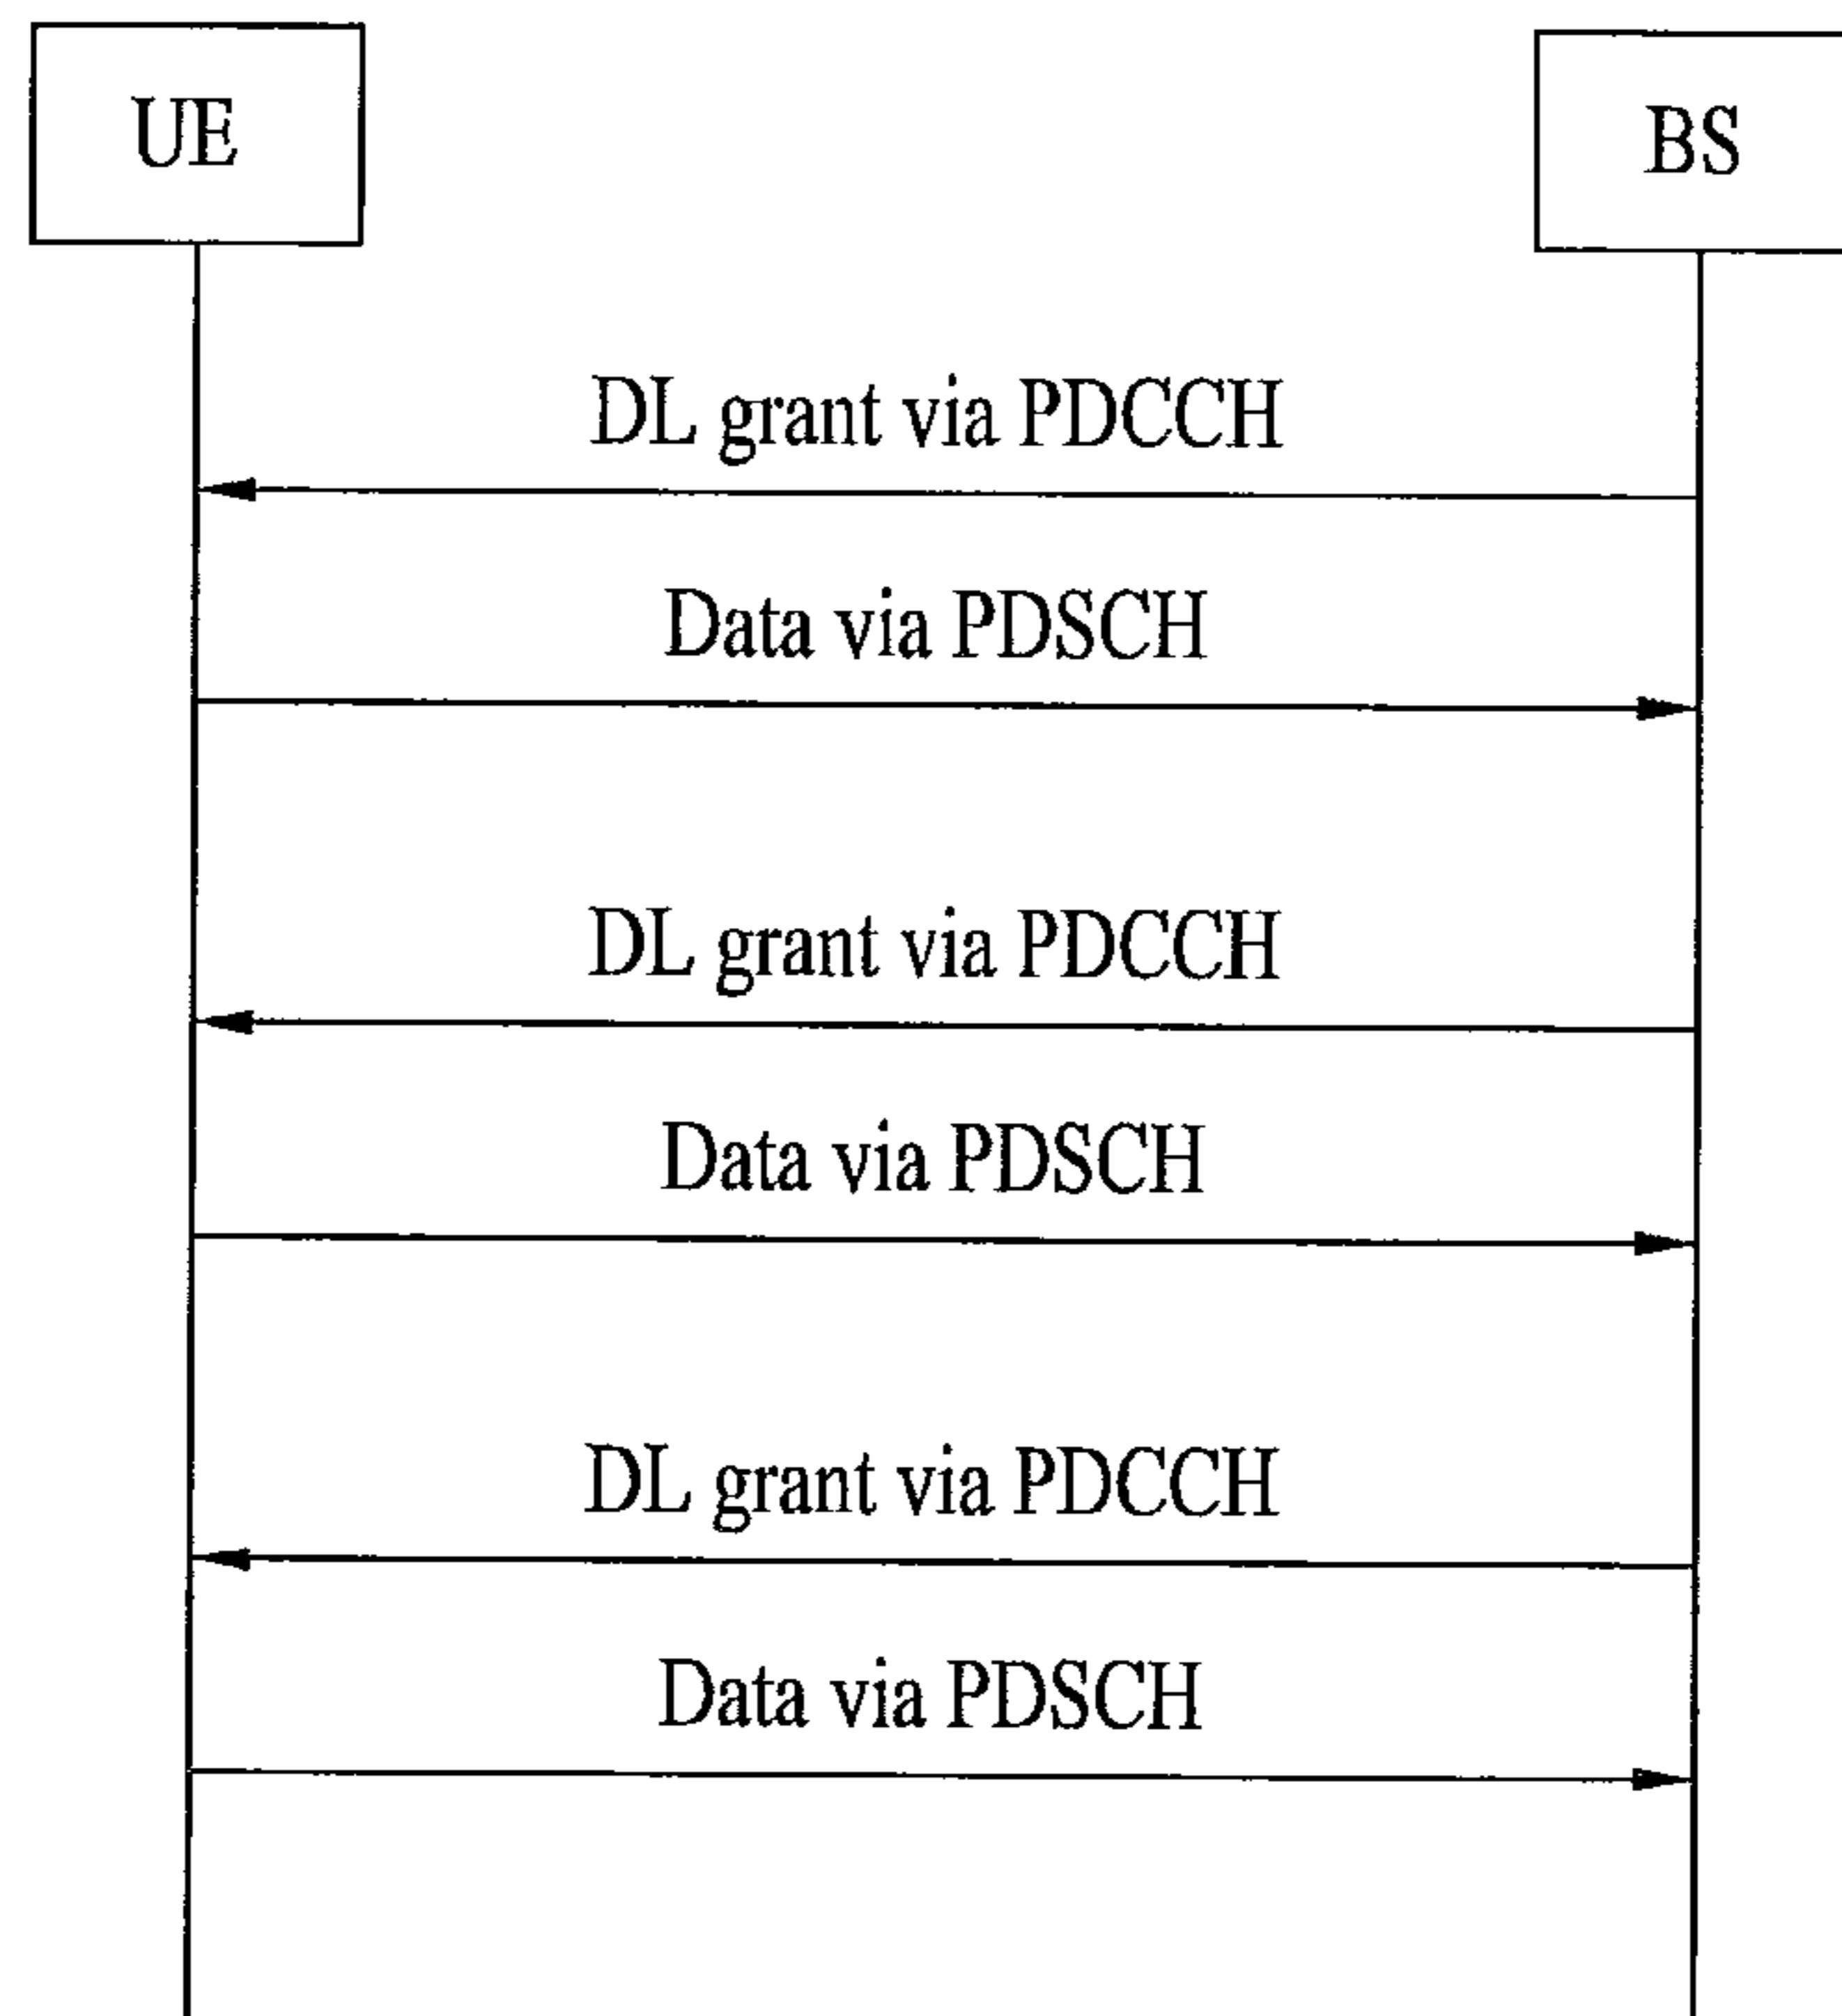 UE
BS
DL grant via PDCCH
Data via PDSCH
DL grant via PDCCH
Data via PDSCH
DL grant via PDCCH
Data via PDSCH